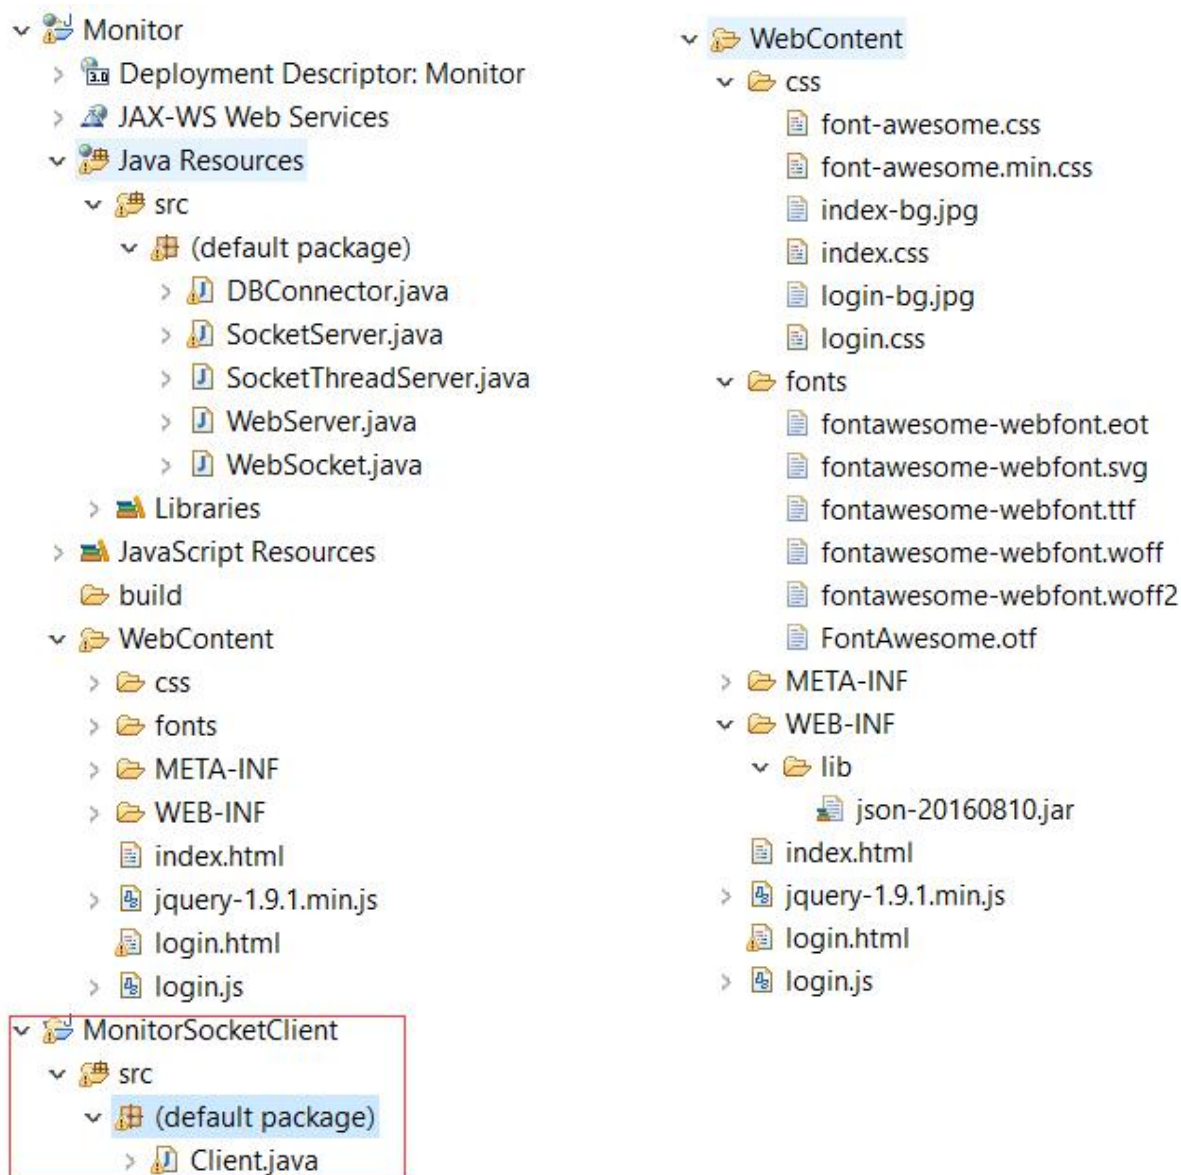 Monitor
Deployment Descriptor: Monitor
JAX-WS Web Services
Java Resources
src
(default package)
DBConnector.java
SocketServer.java
SocketThreadServer.java
WebServer.java
WebSocket.java
Libraries
JavaScript Resources
build
WebContent
css
fonts
META-INF
WEB-INF
index.html
jquery-1.9.1.min.js
login.html
login.js
MonitorSocketClient
src
(default package)
Client.java
WebContent
css
font-awesome.css
font-awesome.min.css
index-bg.jpg
index.css
login-bg.jpg
login.css
fonts
fontawesome-webfont.eot
fontawesome-webfont.svg
fontawesome-webfont.ttf
fontawesome-webfont.woff
fontawesome-webfont.woff2
FontAwesome.otf
META-INF
WEB-INF
lib
json-20160810.jar
index.html
jquery-1.9.1.min.js
login.html
login.js